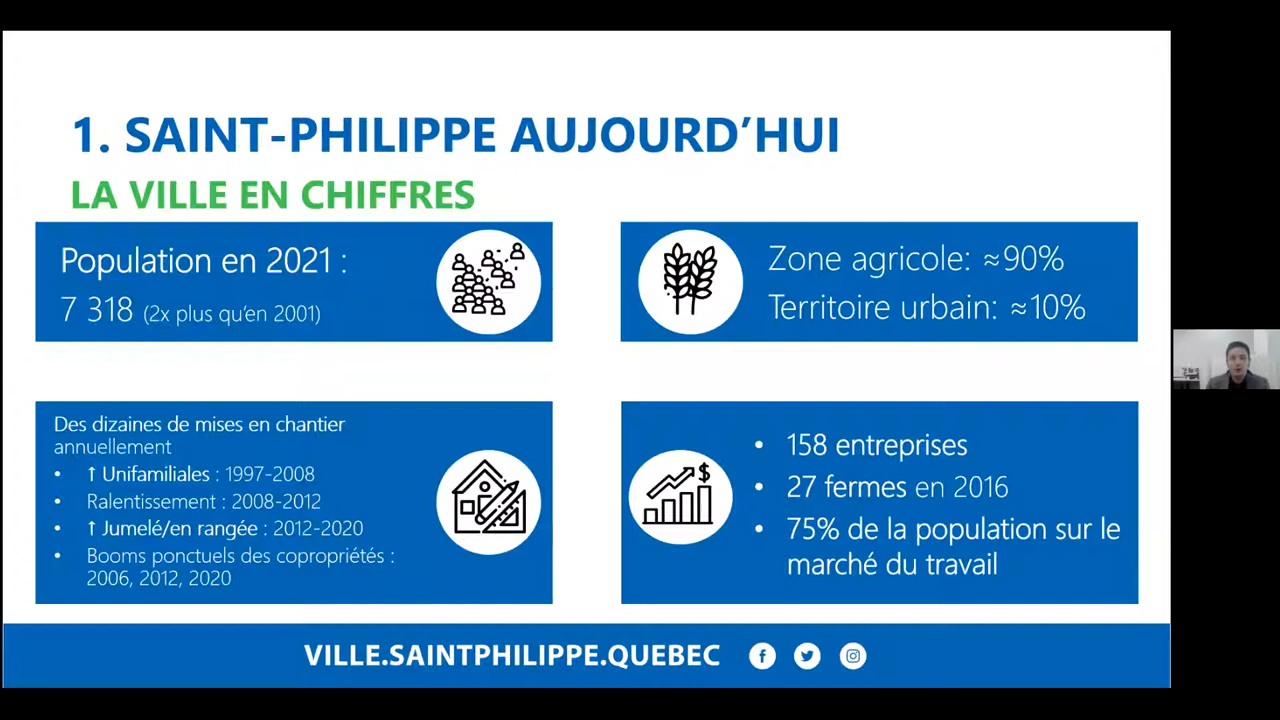 1. SAINT-PHILIPPE AUJOURD’HUI
LA VILLE EN CHIFFRES
Population en 2021 :
7 318 (2x plus qu’en 2001)
Zone agricole: ≈90%
Territoire urbain: ≈10%
Des dizaines de mises en chantier
annuellement
• ↑ Unifamiliales : 1997-2008
• Ralentissement : 2008-2012
• ↑ Jumelé/en rangée : 2012-2020
• Booms ponctuels des copropriétés :
2006, 2012, 2020
$
• 158 entreprises
• 27 fermes en 2016
• 75% de la population sur le
marché du travail
VILLE.SAINTPHILIPPE.QUEBEC